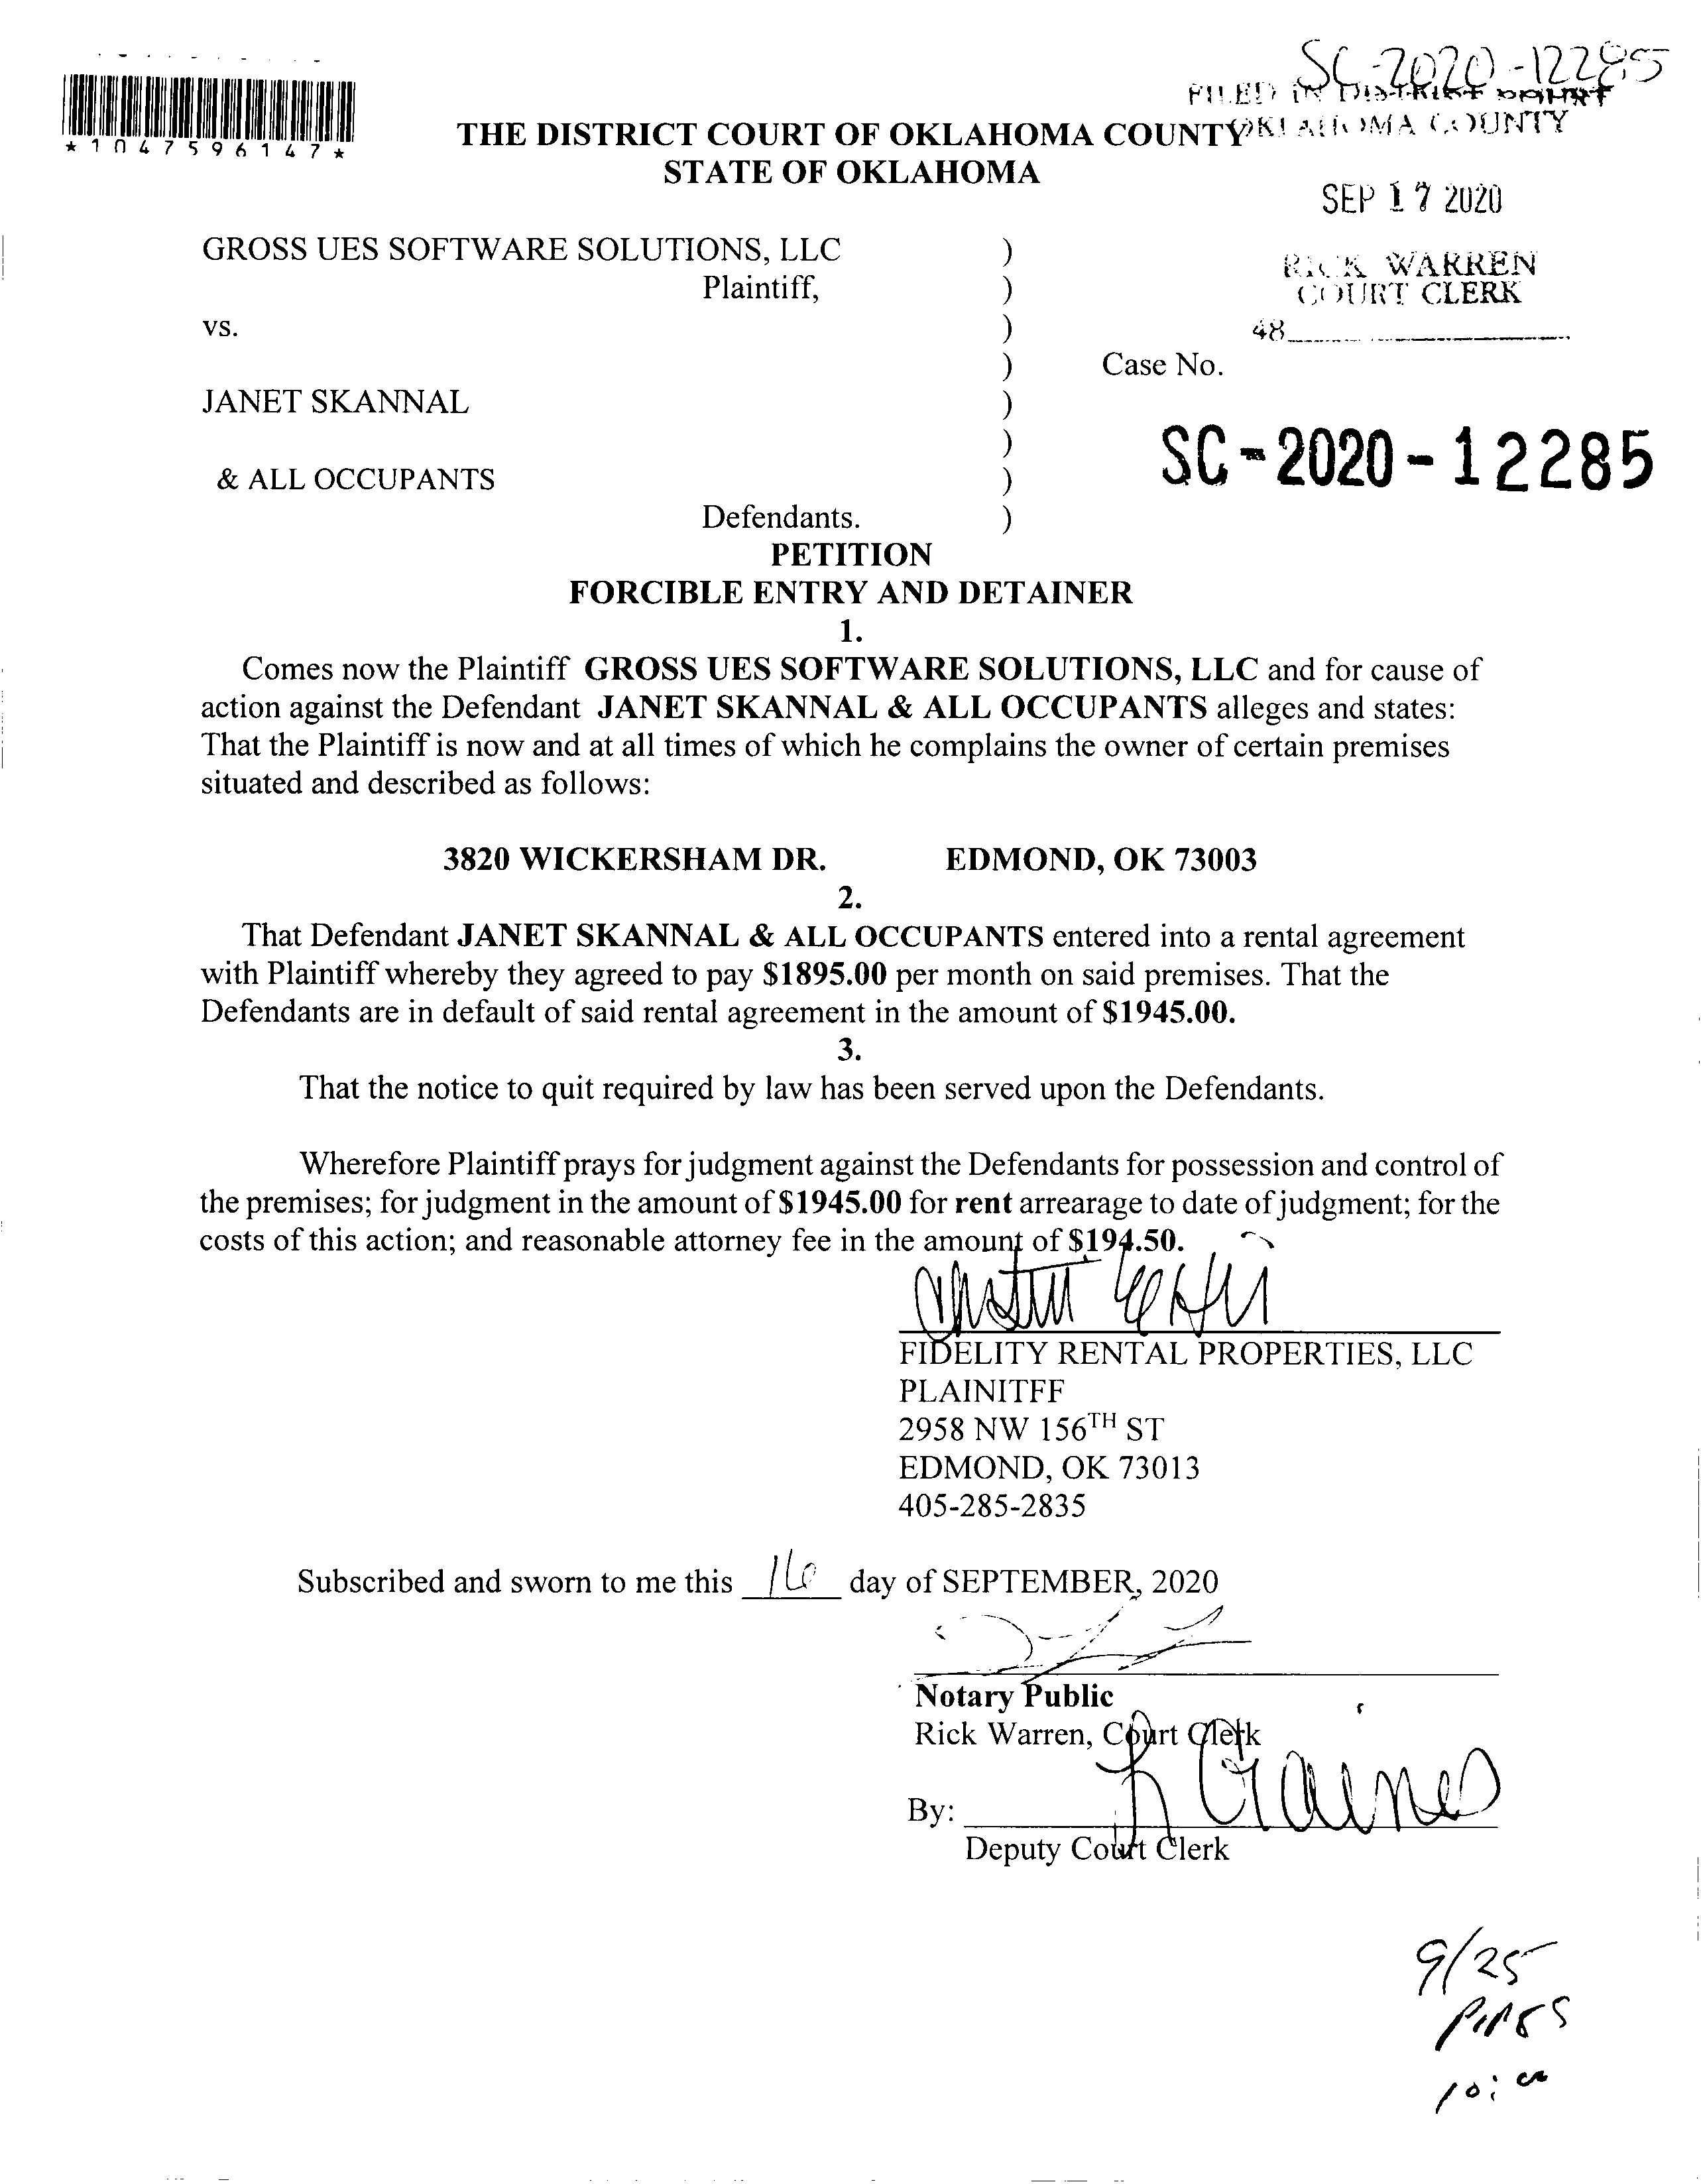 SC-2020-12285
FILED IN DISTRICT COURT
OKLAHOMA COUNTY
*1047596147*
THE DISTRICT COURT OF OKLAHOMA COUNTY
STATE OF OKLAHOMA
SEP 17 2020
GROSS UES SOFTWARE SOLUTIONS, LLC )
Plaintiff, )
RICK WARREN
COURT CLERK
vs. )
48
) Case No.
JANET SKANNAL )
)
SC-2020-12285
& ALL OCCUPANTS )
Defendants. )
PETITION
FORCIBLE ENTRY AND DETAINER
1.
Comes now the Plaintiff GROSS UES SOFTWARE SOLUTIONS, LLC and for cause of
action against the Defendant JANET SKANNAL & ALL OCCUPANTS alleges and states:
That the Plaintiff is now and at all times of which he complains the owner of certain premises
situated and described as follows:
3820 WICKERSHAM DR. EDMOND, OK 73003
2.
That Defendant JANET SKANNAL & ALL OCCUPANTS entered into a rental agreement
with Plaintiff whereby they agreed to pay $1895.00 per month on said premises. That the
Defendants are in default of said rental agreement in the amount of $1945.00.
3.
That the notice to quit required by law has been served upon the Defendants.
Wherefore Plaintiff prays for judgment against the Defendants for possession and control of
the premises; for judgment in the amount of $1945.00 for rent arrearage to date of judgment; for the
costs of this action; and reasonable attorney fee in the amount of $194.50.
FIDELITY RENTAL PROPERTIES, LLC
PLAINITFF
2958 NW 156TH ST
EDMOND, OK 73013
405-285-2835
Subscribed and sworn to me this 16 day of SEPTEMBER, 2020
Notary Public
Rick Warren, Court Clerk
By: R Gaines
Deputy Court Clerk
9/25
10:00